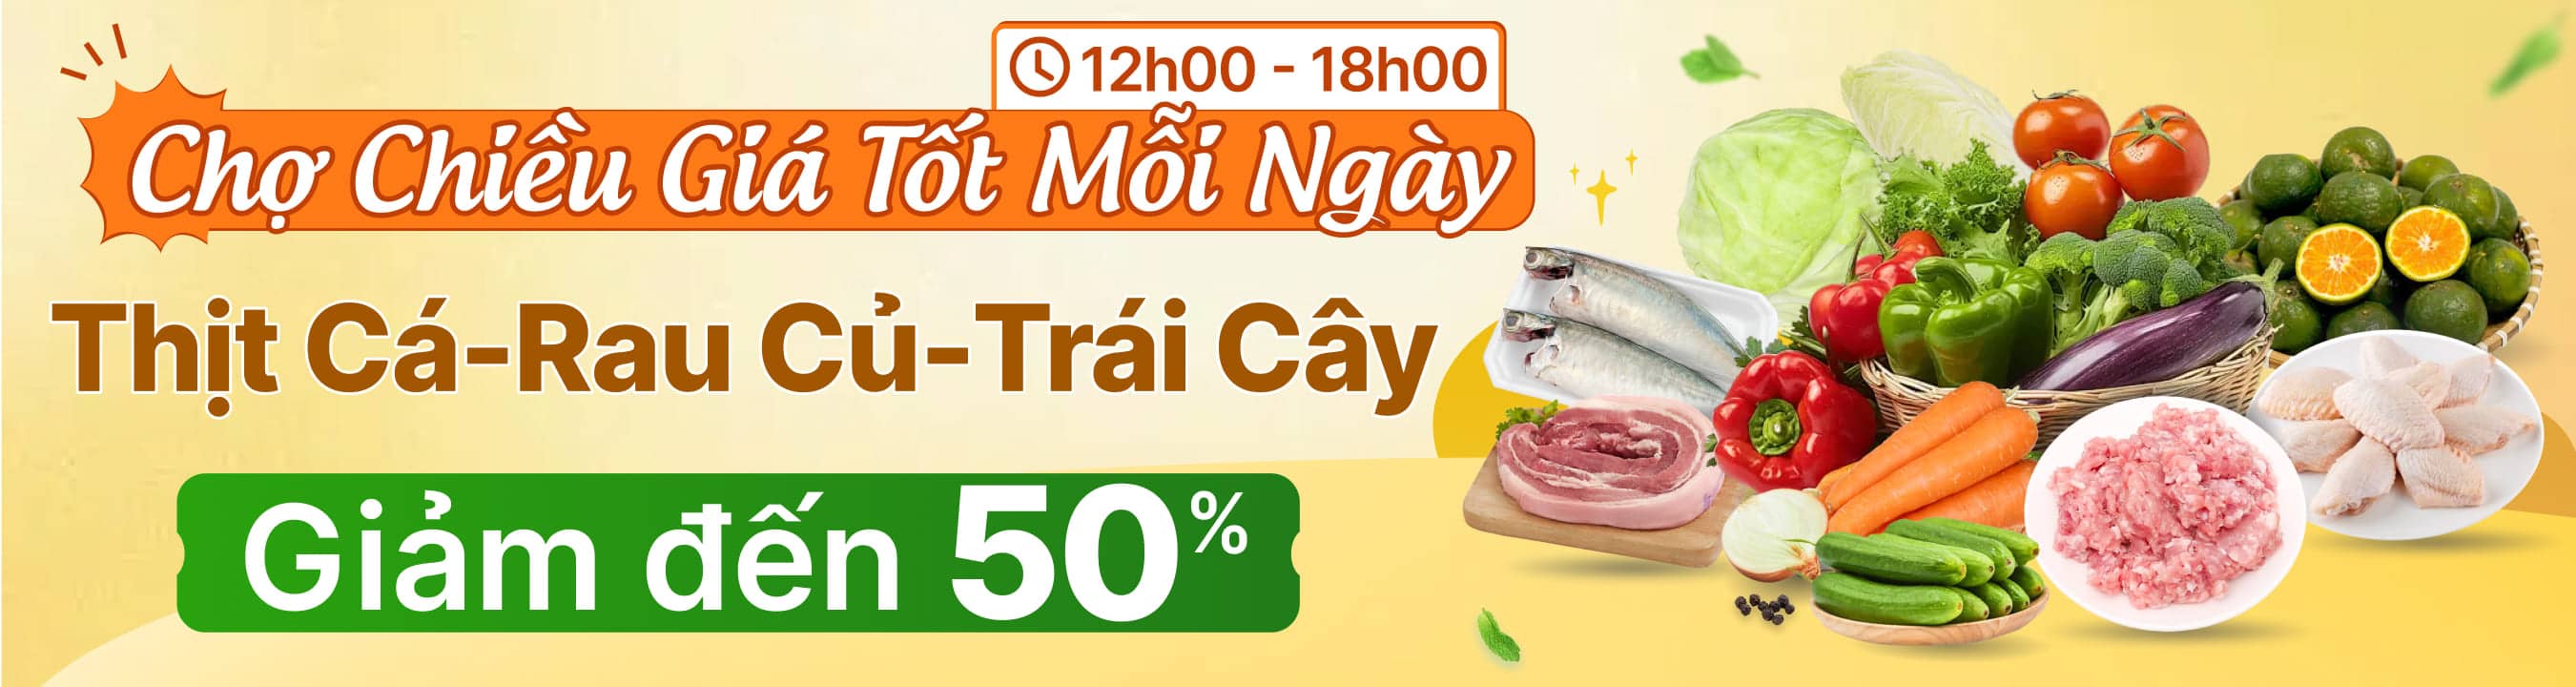 12h00 - 18h00
Chợ Chiều Giá Tốt Mỗi Ngày
Thịt Cá-Rau Củ-Trái Cây
Giảm đến 50%